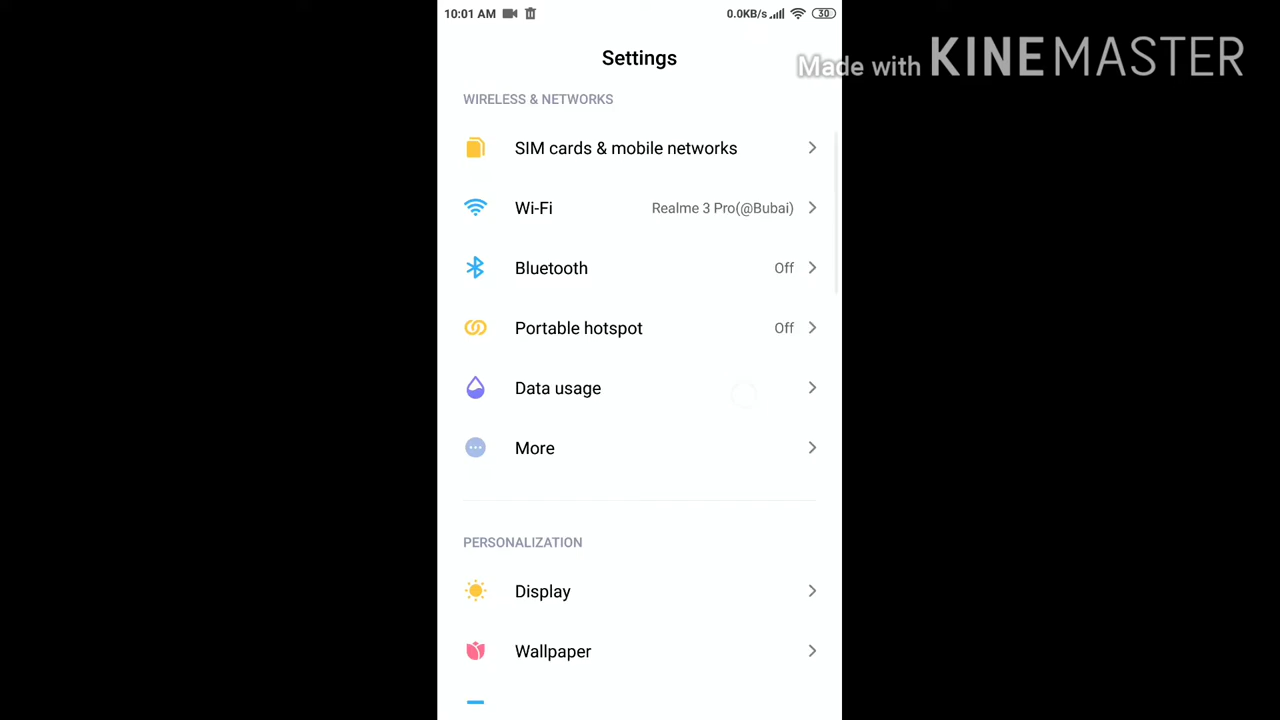 10:01 AM 0.0KB/s 30
Settings
Made with KINEMASTER
WIRELESS & NETWORKS
SIM cards & mobile networks
Wi-Fi Realme 3 Pro(@Bubai)
Bluetooth Off
Portable hotspot Off
Data usage
More
PERSONALIZATION
Display
Wallpaper